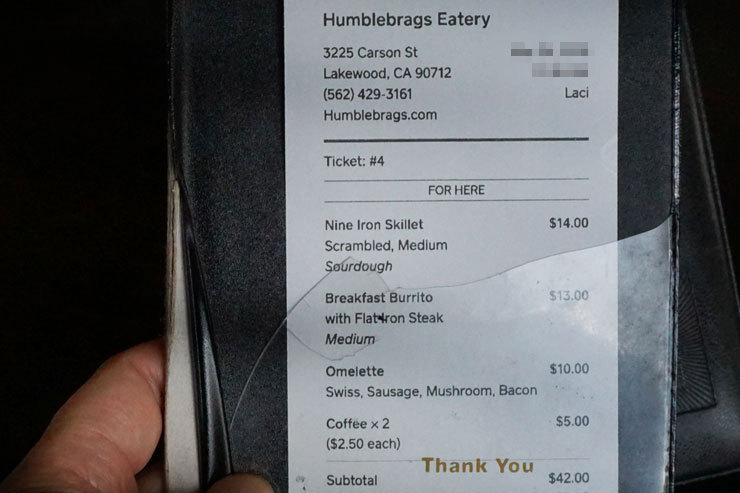 Humblebrags Eatery
3225 Carson St
Lakewood, CA 90712
(562) 429-3161 Laci
Humblebrags.com
Ticket: #4
FOR HERE
Nine Iron Skillet $14.00
Scrambled, Medium
Sourdough
Breakfast Burrito $13.00
with Flat Iron Steak
Medium
Omelette $10.00
Swiss, Sausage, Mushroom, Bacon
Coffee x 2 $5.00
($2.50 each)
Thank You
Subtotal $42.00